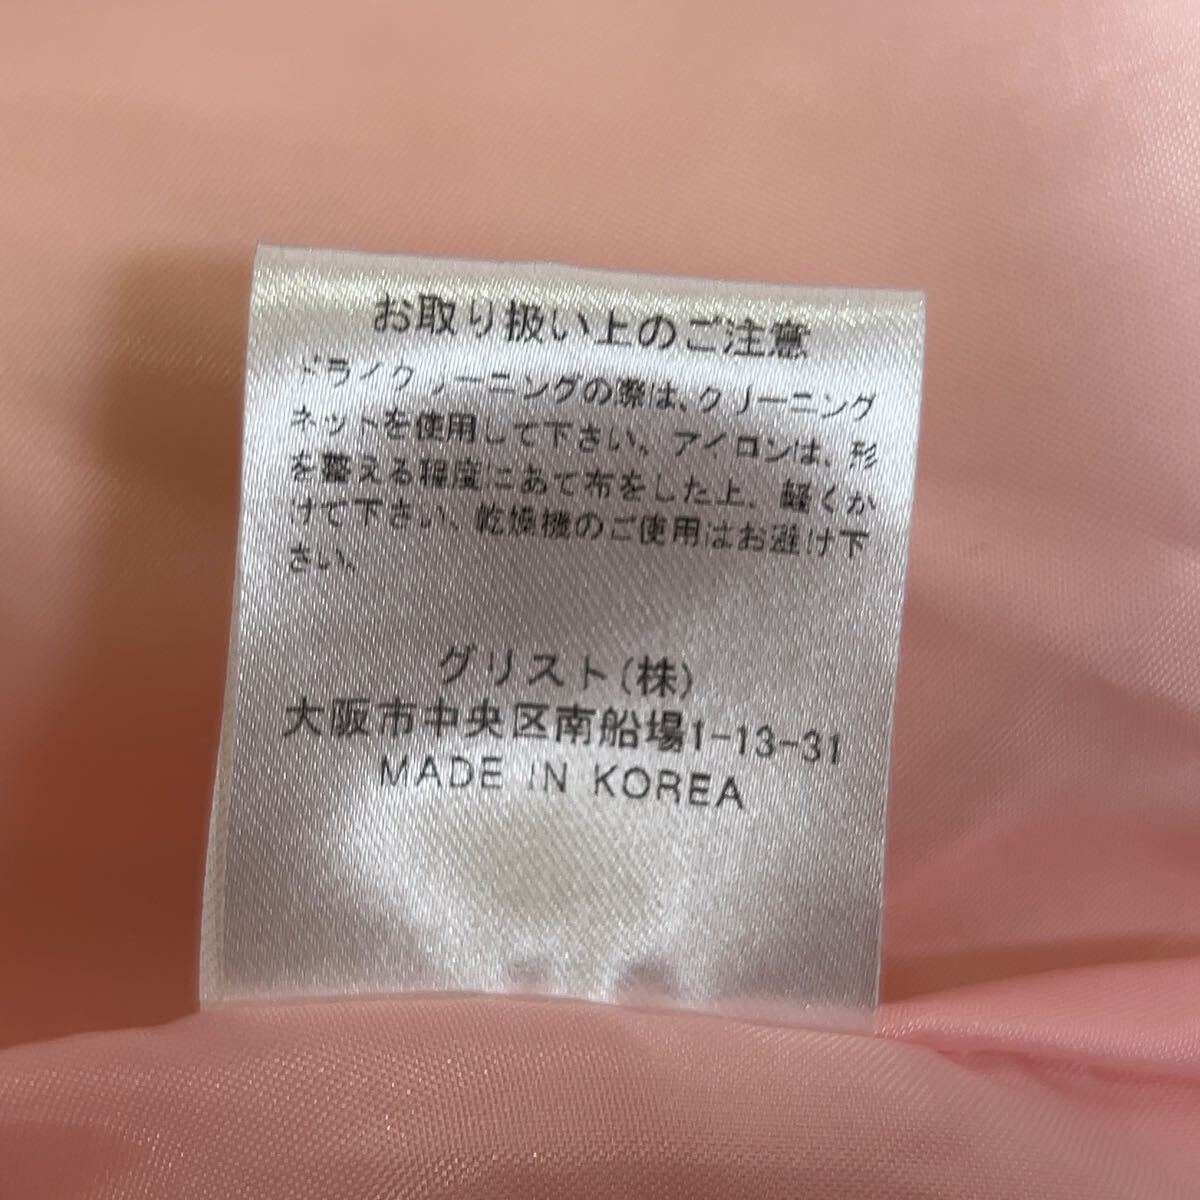 お取り扱い上のご注意
ドライクリーニングの際は、クリーニング
ネットを使用して下さい。アイロンは、形
を整える程度にあて布をした上、軽くか
けて下さい、乾燥機のご使用はお避け下
さい、
グリスト(株)
大阪市中央区南船場1-13-31
MADE IN KOREA